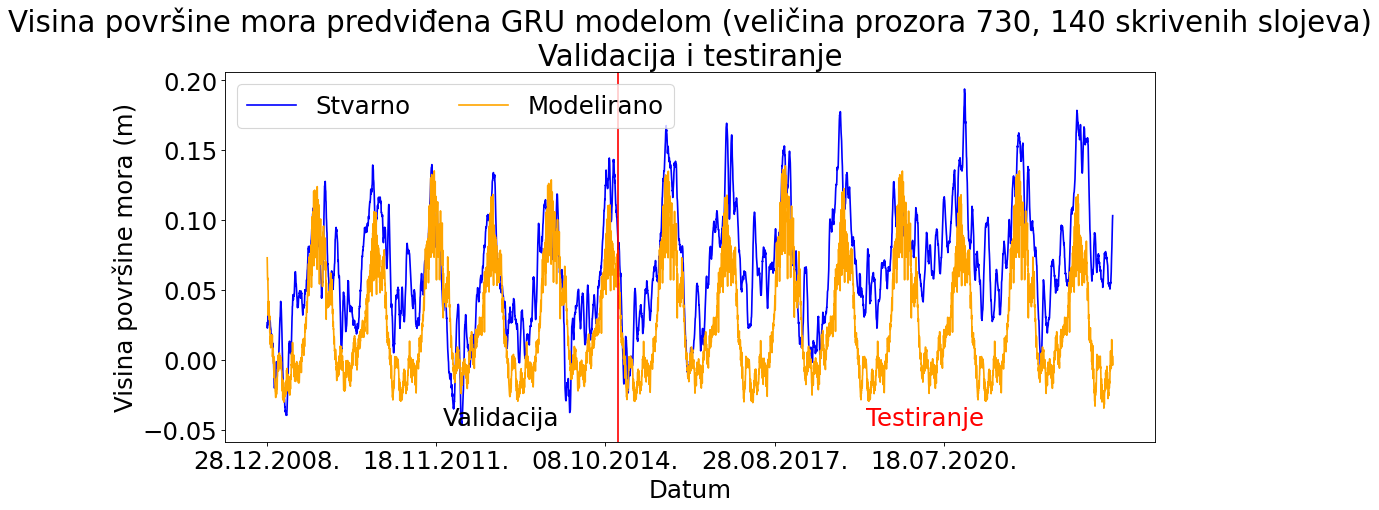 Visina površine mora predviđena GRU modelom (veličina prozora 730, 140 skrivenih slojeva)
Validacija i testiranje
Stvarno
Modelirano
Visina površine mora (m)
0.20
0.15
0.10
0.05
0.00
−0.05
Validacija
Testiranje
28.12.2008.
18.11.2011.
08.10.2014.
28.08.2017.
18.07.2020.
Datum